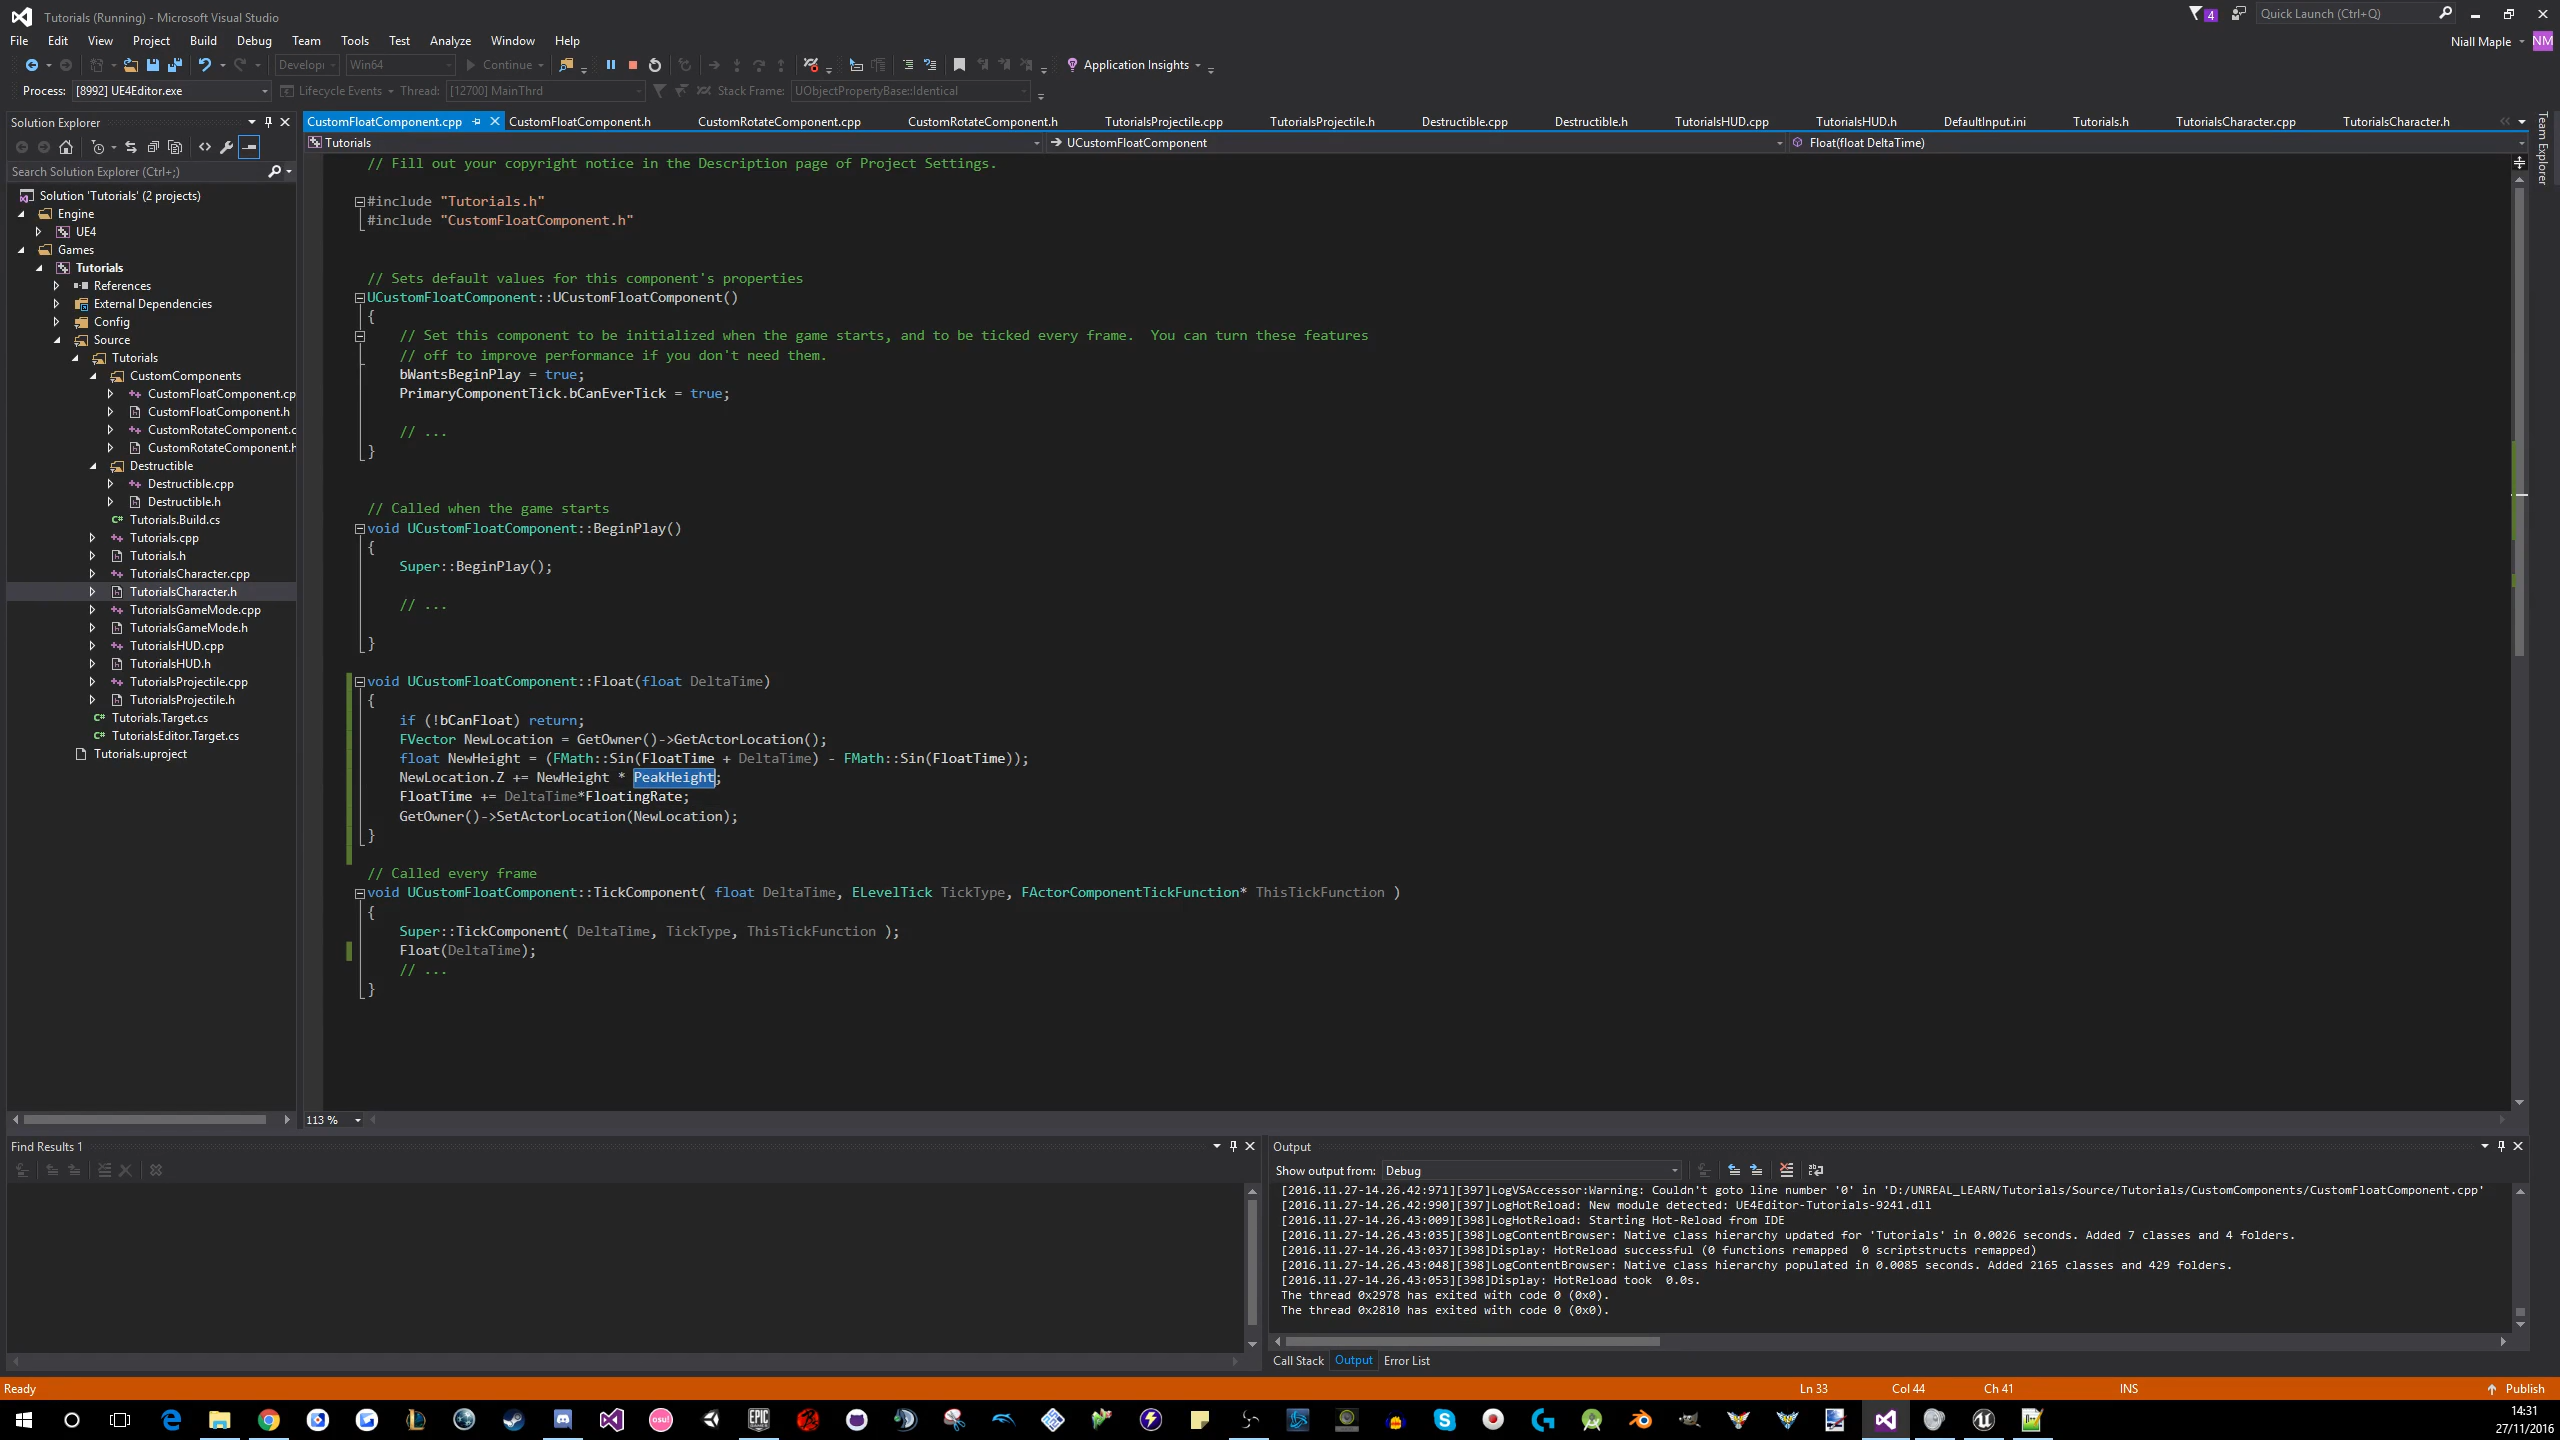 Tutorials (Running) - Microsoft Visual Studio
4
Quick Launch (Ctrl+Q)
File Edit View Project Build Debug Team Tools Test Analyze Window Help
Niall Maple NM
Develop Win64 Continue Application Insights
Process: [8992] UE4Editor.exe Lifecycle Events Thread: [12700] MainThrd Stack Frame: UObjectPropertyBase::Identical
Solution Explorer
Search Solution Explorer (Ctrl+;)
Solution 'Tutorials' (2 projects)
Engine
UE4
Games
Tutorials
References
External Dependencies
Config
Source
Tutorials
CustomComponents
CustomFloatComponent.cp
CustomFloatComponent.h
CustomRotateComponent.c
CustomRotateComponent.h
Destructible
Destructible.cpp
Destructible.h
Tutorials.Build.cs
Tutorials.cpp
Tutorials.h
TutorialsCharacter.cpp
TutorialsCharacter.h
TutorialsGameMode.cpp
TutorialsGameMode.h
TutorialsHUD.cpp
TutorialsHUD.h
TutorialsProjectile.cpp
TutorialsProjectile.h
Tutorials.Target.cs
TutorialsEditor.Target.cs
Tutorials.uproject
CustomFloatComponent.cpp CustomFloatComponent.h CustomRotateComponent.cpp CustomRotateComponent.h TutorialsProjectile.cpp TutorialsProjectile.h Destructible.cpp Destructible.h TutorialsHUD.cpp TutorialsHUD.h DefaultInput.ini Tutorials.h TutorialsCharacter.cpp TutorialsCharacter.h
Tutorials UCustomFloatComponent Float(float DeltaTime)
Team Explorer
// Fill out your copyright notice in the Description page of Project Settings.
#include "Tutorials.h"
#include "CustomFloatComponent.h"
// Sets default values for this component's properties
UCustomFloatComponent::UCustomFloatComponent()
{
// Set this component to be initialized when the game starts, and to be ticked every frame.  You can turn these features
// off to improve performance if you don't need them.
bWantsBeginPlay = true;
PrimaryComponentTick.bCanEverTick = true;
// ...
}
// Called when the game starts
void UCustomFloatComponent::BeginPlay()
{
Super::BeginPlay();
// ...
}
void UCustomFloatComponent::Float(float DeltaTime)
{
if (!bCanFloat) return;
FVector NewLocation = GetOwner()->GetActorLocation();
float NewHeight = (FMath::Sin(FloatTime + DeltaTime) - FMath::Sin(FloatTime));
NewLocation.Z += NewHeight * PeakHeight;
FloatTime += DeltaTime*FloatingRate;
GetOwner()->SetActorLocation(NewLocation);
}
// Called every frame
void UCustomFloatComponent::TickComponent( float DeltaTime, ELevelTick TickType, FActorComponentTickFunction* ThisTickFunction )
{
Super::TickComponent( DeltaTime, TickType, ThisTickFunction );
Float(DeltaTime);
// ...
}
113 %
Find Results 1
Output
Show output from: Debug
[2016.11.27-14.26.42:971][397]LogVSAccessor:Warning: Couldn't goto line number '0' in 'D:/UNREAL_LEARN/Tutorials/Source/Tutorials/CustomComponents/CustomFloatComponent.cpp'
[2016.11.27-14.26.42:990][397]LogHotReload: New module detected: UE4Editor-Tutorials-9241.dll
[2016.11.27-14.26.43:009][398]LogHotReload: Starting Hot-Reload from IDE
[2016.11.27-14.26.43:035][398]LogContentBrowser: Native class hierarchy updated for 'Tutorials' in 0.0026 seconds. Added 7 classes and 4 folders.
[2016.11.27-14.26.43:037][398]Display: HotReload successful (0 functions remapped  0 scriptstructs remapped)
[2016.11.27-14.26.43:048][398]LogContentBrowser: Native class hierarchy populated in 0.0085 seconds. Added 2165 classes and 429 folders.
[2016.11.27-14.26.43:053][398]Display: HotReload took  0.0s.
The thread 0x2978 has exited with code 0 (0x0).
The thread 0x2810 has exited with code 0 (0x0).
Call Stack Output Error List
Ready Ln 33 Col 44 Ch 41 INS Publish
osu! EPIC GAMES
14:31
27/11/2016